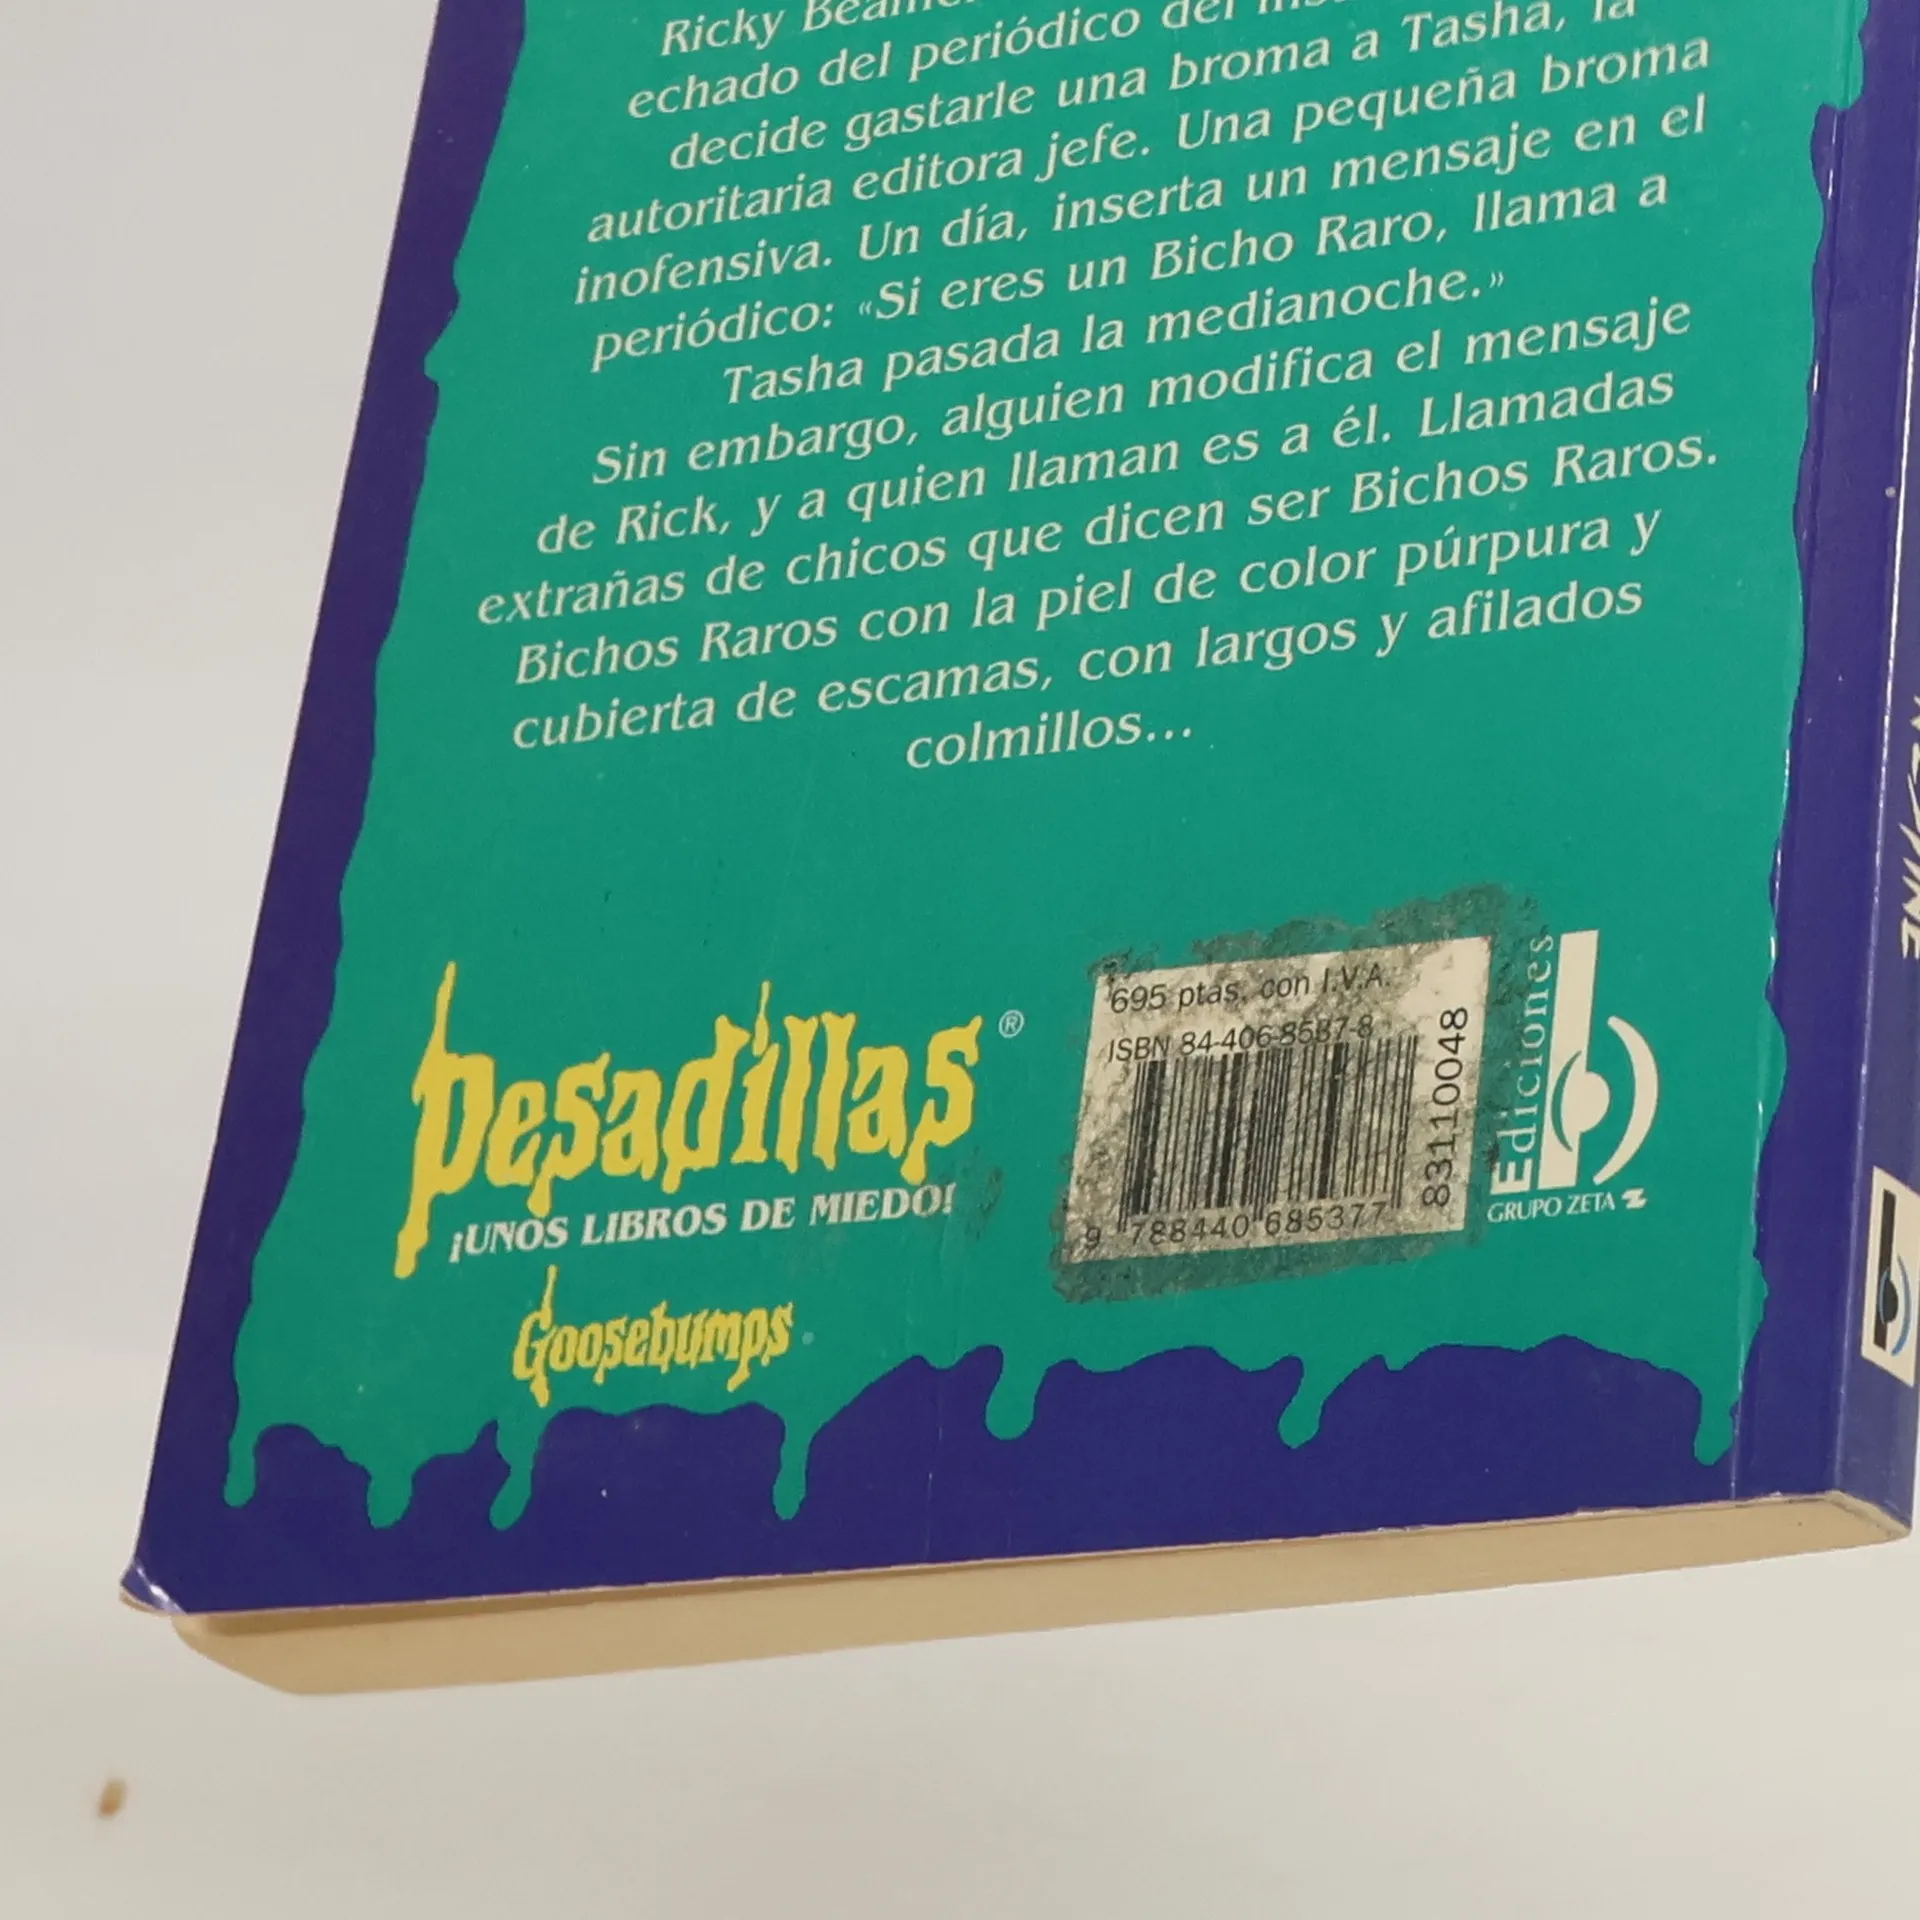 Ricky
echado del periódico del
decide gastarle una broma a Tasha, la
autoritaria editora jefe. Una pequeña broma
inofensiva. Un día, inserta un mensaje en el
periódico: «Si eres un Bicho Raro, llama a
Tasha pasada la medianoche.»
Sin embargo, alguien modifica el mensaje
de Rick, y a quien llaman es a él. Llamadas
extrañas de chicos que dicen ser Bichos Raros.
Bichos Raros con la piel de color púrpura y
cubierta de escamas, con largos y afilados
colmillos...
Pesadillas®
¡UNOS LIBROS DE MIEDO!
Goosebumps
695 ptas. con I.V.A.
ISBN 84-406-8537-8
9 788440 685377
83110048
Ediciones b
GRUPO ZETA Z